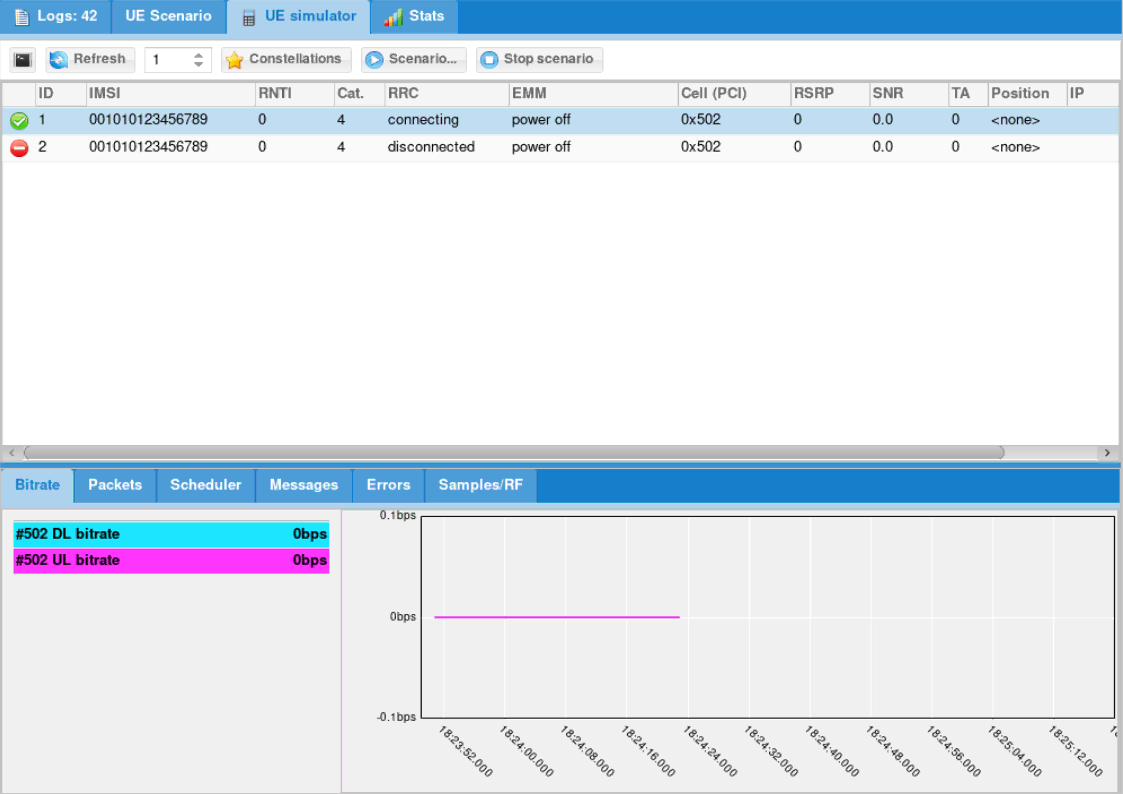 Logs: 42 UE Scenario UE simulator Stats
Refresh 1 Constellations Scenario... Stop scenario
ID IMSI RNTI Cat. RRC EMM Cell (PCI) RSRP SNR TA Position IP
1 001010123456789 0 4 connecting power off 0x502 0 0.0 0 <none>
2 001010123456789 0 4 disconnected power off 0x502 0 0.0 0 <none>
Bitrate Packets Scheduler Messages Errors Samples/RF
#502 DL bitrate 0bps
#502 UL bitrate 0bps
0.1bps
0bps
-0.1bps
18:23:52.000 18:24:00.000 18:24:08.000 18:24:16.000 18:24:24.000 18:24:32.000 18:24:40.000 18:24:48.000 18:24:56.000 18:25:04.000 18:25:12.000